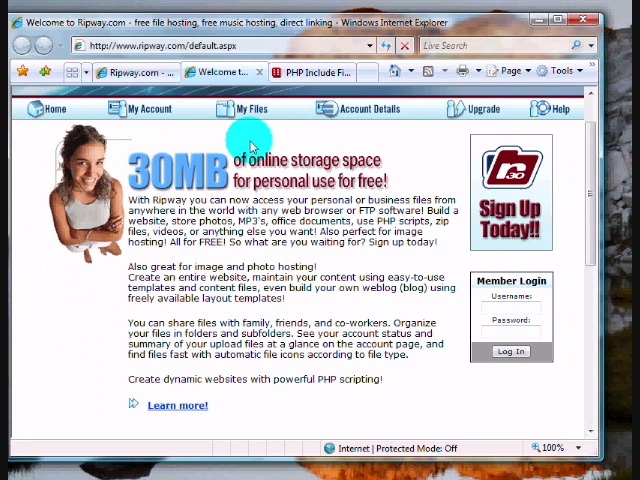 Welcome to Ripway.com - free file hosting, free music hosting, direct linking - Windows Internet Explorer
http://www.ripway.com/default.aspx
Live Search
Ripway.com - ...
Welcome t...
PHP Include Fi...
Page
Tools
Home
My Account
My Files
Account Details
Upgrade
Help
30MB of online storage space
for personal use for free!
With Ripway you can now access your personal or business files from
anywhere in the world with any web browser or FTP software! Build a
website, store photos, MP3's, office documents, use PHP scripts, zip
files, videos, or anything else you want! Also perfect for image
hosting! All for FREE! So what are you waiting for? Sign up today!
Also great for image and photo hosting!
Create an entire website, maintain your content using easy-to-use
templates and content files, even build your own weblog (blog) using
freely available layout templates!
You can share files with family, friends, and co-workers. Organize
your files in folders and subfolders. See your account status and
summary of your upload files at a glance on the account page, and
find files fast with automatic file icons according to file type.
Create dynamic websites with powerful PHP scripting!
Learn more!
30
Sign Up
Today!!
Member Login
Username:
Password:
Log In
Internet | Protected Mode: Off
100%